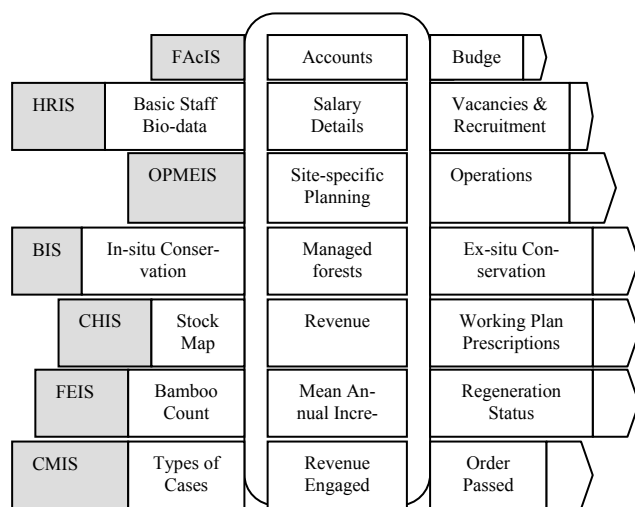 FAcIS Accounts Budge
HRIS Basic Staff Salary Vacancies &
Bio-data Details Recruitment
OPMEIS Site-specific Operations
Planning
BIS In-situ Conser- Managed Ex-situ Con-
vation forests servation
CHIS Stock Revenue Working Plan
Map Prescriptions
FEIS Bamboo Mean An- Regeneration
Count nual Incre- Status
CMIS Types of Revenue Order
Cases Engaged Passed